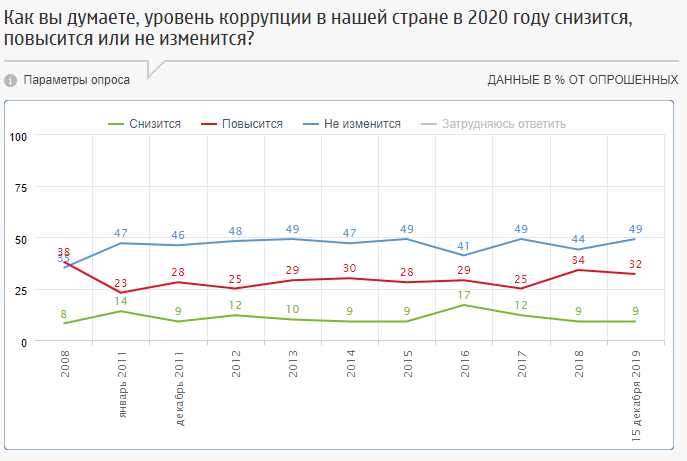 Как вы думаете, уровень коррупции в нашей стране в 2020 году снизится,
повысится или не изменится?
Параметры опроса
ДАННЫЕ В % ОТ ОПРОШЕННЫХ
Снизится Повысится Не изменится Затрудняюсь ответить
100
75
50
25
0
35 47 46 48 49 47 49 41 49 44 49
38 23 28 25 29 30 28 29 25 34 32
8 14 9 12 10 9 9 17 12 9 9
2008
январь 2011
декабрь 2011
2012
2013
2014
2015
2016
2017
2018
15 декабря 2019